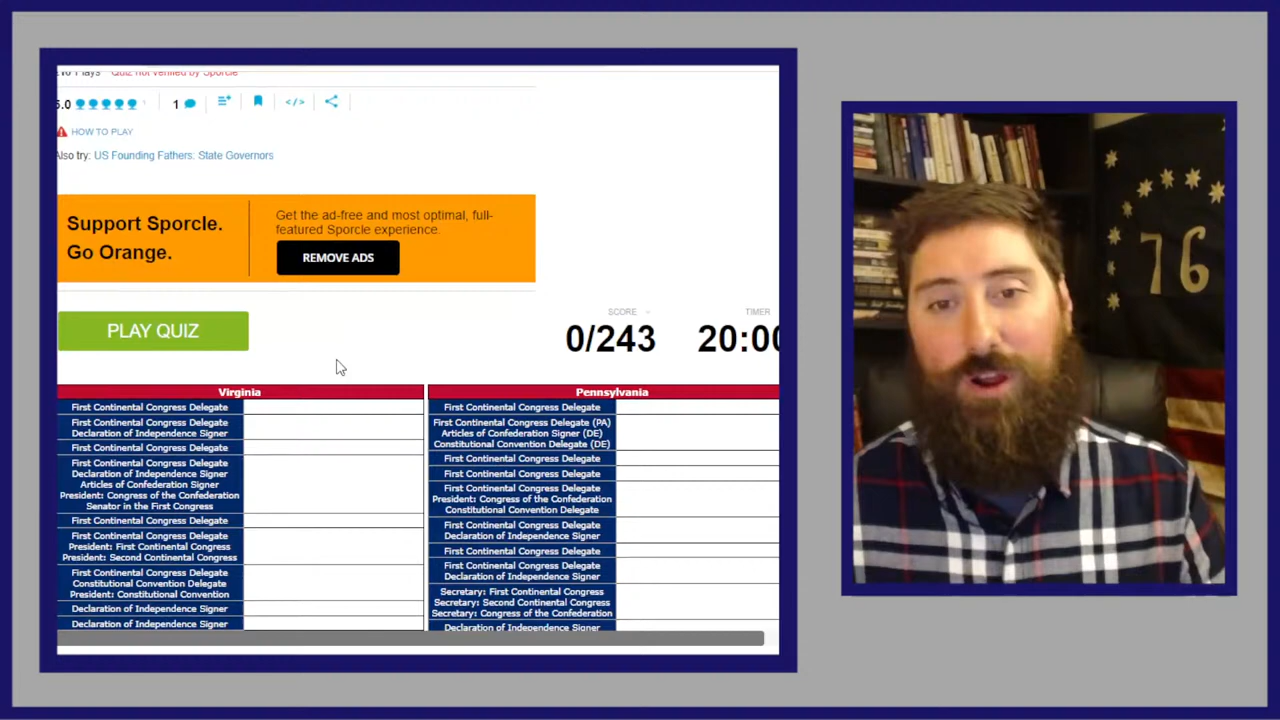 Plays Quiz not verified by Sporcle
5.0
1
</>
HOW TO PLAY
Also try: US Founding Fathers: State Governors
Support Sporcle.
Go Orange.
Get the ad-free and most optimal, full-
featured Sporcle experience.
REMOVE ADS
PLAY QUIZ
SCORE
0/243
TIMER
20:00
Virginia
First Continental Congress Delegate
First Continental Congress Delegate
Declaration of Independence Signer
First Continental Congress Delegate
First Continental Congress Delegate
Declaration of Independence Signer
Articles of Confederation Signer
President: Congress of the Confederation
Senator in the First Congress
First Continental Congress Delegate
First Continental Congress Delegate
President: First Continental Congress
President: Second Continental Congress
First Continental Congress Delegate
Constitutional Convention Delegate
President: Constitutional Convention
Declaration of Independence Signer
Declaration of Independence Signer
Pennsylvania
First Continental Congress Delegate
First Continental Congress Delegate (PA)
Articles of Confederation Signer (DE)
Constitutional Convention Delegate (DE)
First Continental Congress Delegate
First Continental Congress Delegate
First Continental Congress Delegate
President: Congress of the Confederation
Constitutional Convention Delegate
First Continental Congress Delegate
Declaration of Independence Signer
First Continental Congress Delegate
First Continental Congress Delegate
Declaration of Independence Signer
Secretary: First Continental Congress
Secretary: Second Continental Congress
Secretary: Congress of the Confederation
Declaration of Independence Signer
76